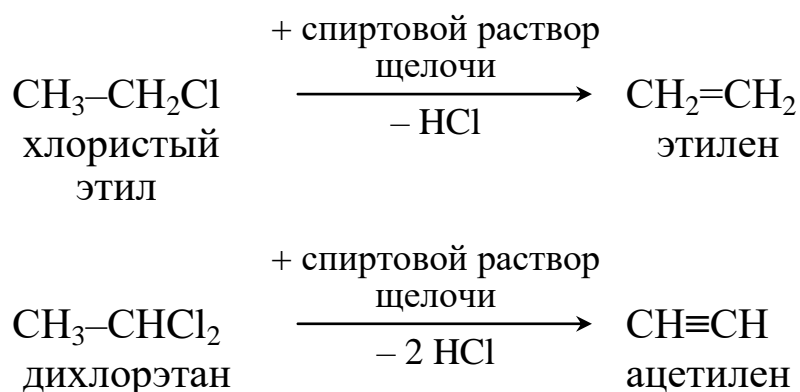 + спиртовой раствор
щелочи
CH₃–CH₂Cl
CH₂=CH₂
– HCl
хлористый
этил
этилен
+ спиртовой раствор
щелочи
CH₃–CHCl₂
CH≡CH
– 2 HCl
дихлорэтан
ацетилен